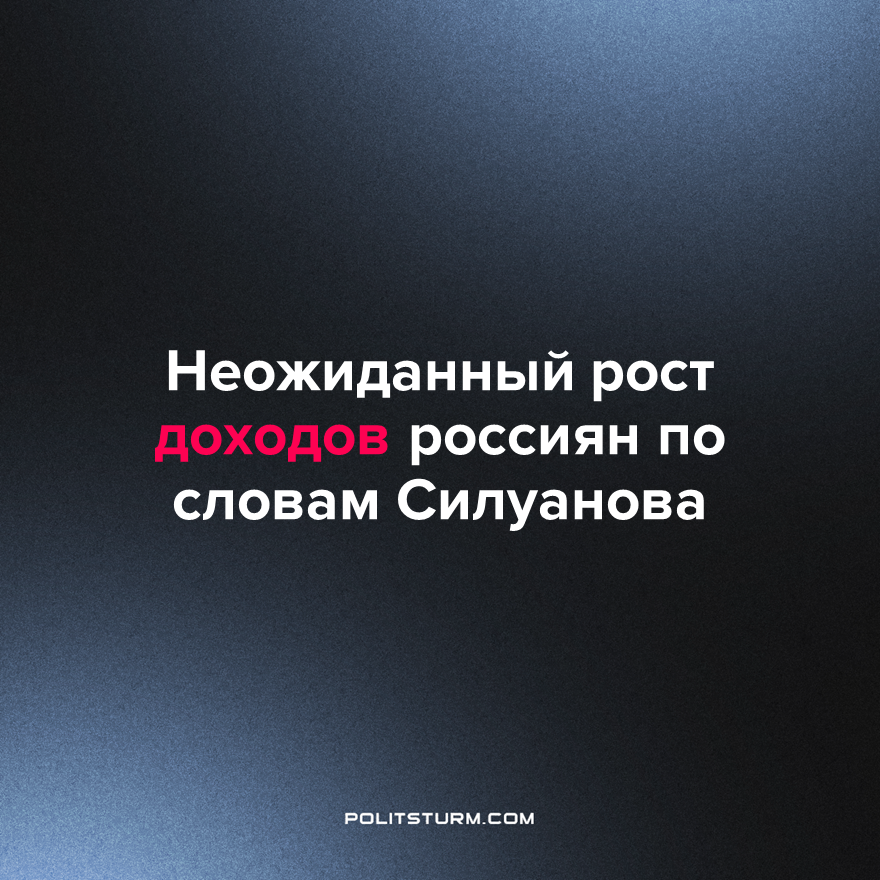 Неожиданный рост
доходов россиян по
словам Силуанова
POLITSTURM.COM